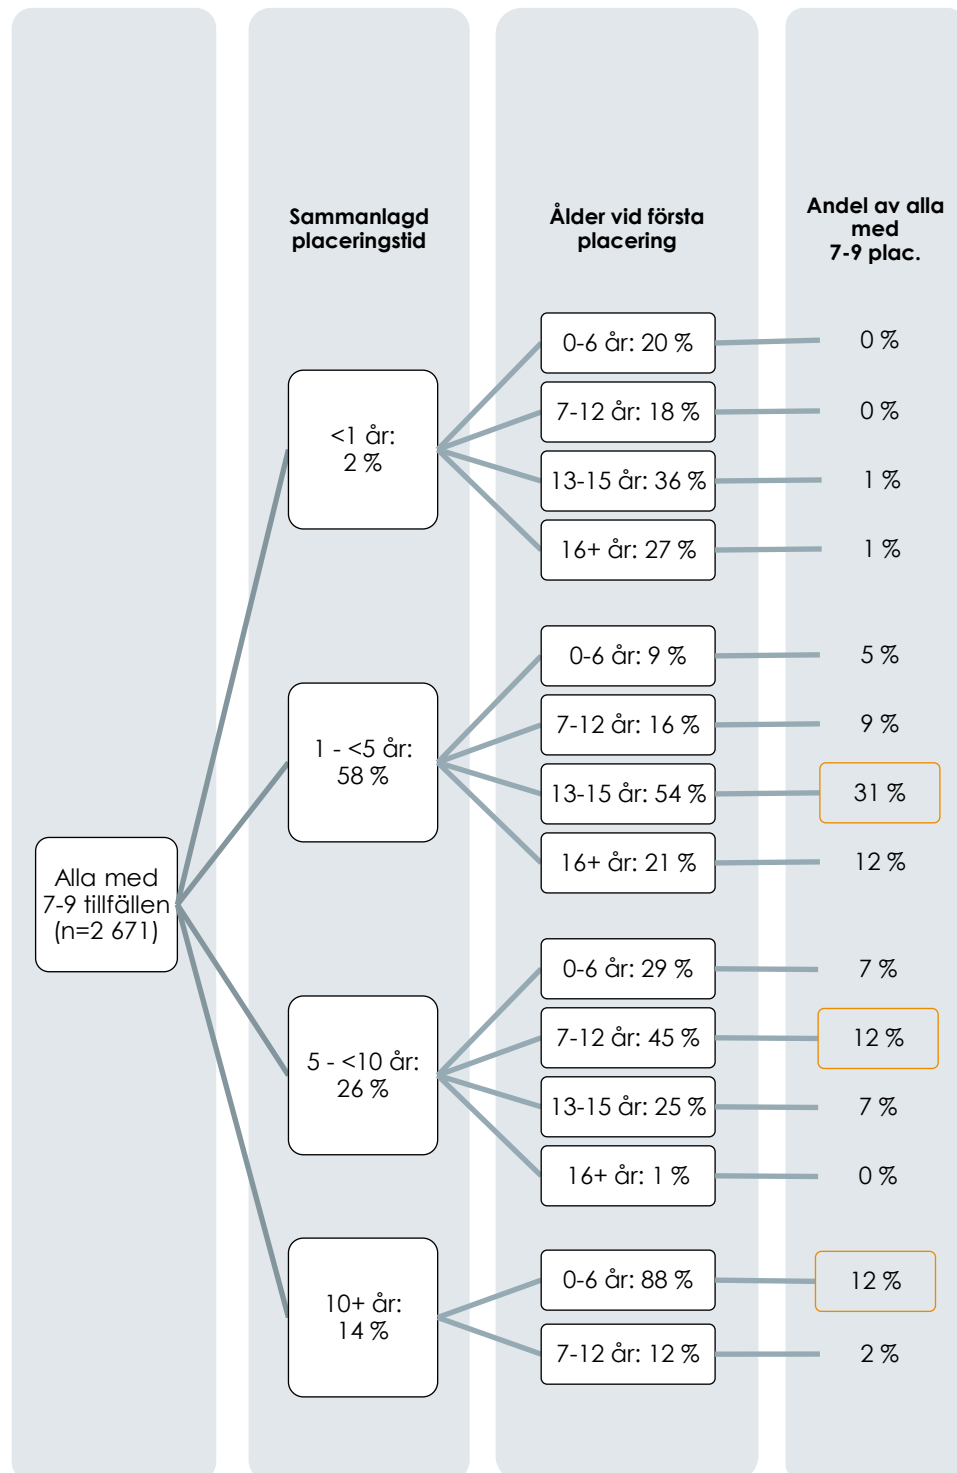 Sammanlagd
placeringstid
Ålder vid första
placering
Andel av alla
med
7-9 plac.
Alla med
7-9 tillfällen
(n=2 671)
<1 år:
2 %
0-6 år: 20 %
0 %
7-12 år: 18 %
0 %
13-15 år: 36 %
1 %
16+ år: 27 %
1 %
1 - <5 år:
58 %
0-6 år: 9 %
5 %
7-12 år: 16 %
9 %
13-15 år: 54 %
31 %
16+ år: 21 %
12 %
5 - <10 år:
26 %
0-6 år: 29 %
7 %
7-12 år: 45 %
12 %
13-15 år: 25 %
7 %
16+ år: 1 %
0 %
10+ år:
14 %
0-6 år: 88 %
12 %
7-12 år: 12 %
2 %